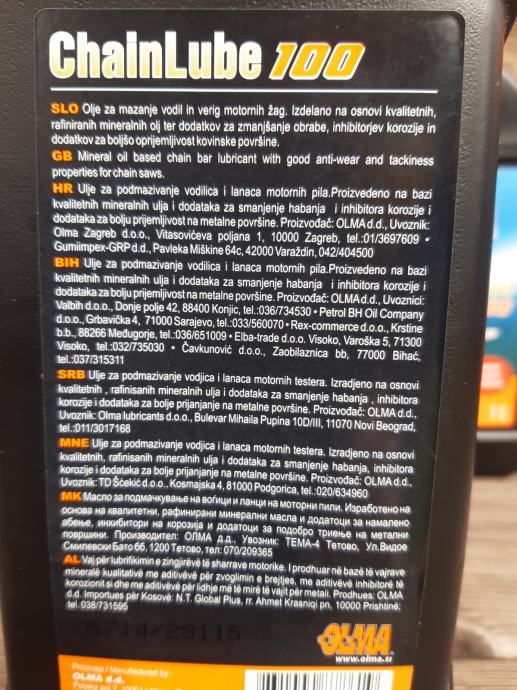 ChainLube 100
SLO Olje za mazanje vodil in verig motornih žag. Izdelano na osnovi kvalitetnih,
rafiniranih mineralnih olj ter dodatkov za zmanjšanje obrabe, inhibitorjev korozije in
dodatkov za boljšo oprijemljivost kovinske površine.
GB Mineral oil based chain bar lubricant with good anti-wear and tackiness
properties for chain saws.
HR Ulje za podmazivanje vodilica i lanaca motornih pila.Proizvedeno na bazi
kvalitetnih mineralnih ulja i dodataka za smanjenje habanja i inhibitora korozije i
dodataka za bolju prijemljivost na metalne površine. Proizvođač: OLMA d.d., Uvoznik:
Olma Zagreb d.o.o., Vitasovićeva poljana 1, 10000 Zagreb, tel.:01/3697609 •
Gumiimpex-GRP d.d., Pavleka Miškine 64c, 42000 Varaždin, 042/404500
BIH Ulje za podmazivanje vodilica i lanaca motornih pila.Proizvedeno na bazi
kvalitetnih mineralnih ulja i dodataka za smanjenje habanja i inhibitora korozije i
dodataka za bolju prijemljivost na metalne površine. Proizvođač: OLMA d.d., Uvoznici:
Valbih d.o.o., Donje polje 42, 88400 Konjic, tel.:036/734530 • Petrol BH Oil Company
d.o.o., Grbavička 4, 71000 Sarajevo, tel.:033/560070 • Rex-commerce d.o.o., Krstine
b.b., 88266 Međugorje, tel.:036/651009 • Elba-trade d.o.o. Visoko, Varoška 5, 71300
Visoko, tel.:032/735030 • Čavkunović d.o.o., Zaobilaznica bb, 77000 Bihać,
tel.:037/315311
SRB Ulje za podmazivanje vodjica i lanaca motornih testera. Izradjeno na osnovi
kvalitetnih , rafinisanih mineralnih ulja i dodataka za smanjenje habanja , inhibitora
korozije i dodataka za bolje prijanjanje na metalne površine. Proizvođač: OLMA d.d.,
Uvoznik: Olma lubricants d.o.o., Bulevar Mihaila Pupina 10D/III, 11070 Novi Beograd,
tel.:011/3017168
MNE Ulje za podmazivanje vodjica i lanaca motornih testera. Izradjeno na osnovi
kvalitetnih, rafinisanih mineralnih ulja i dodataka za smanjenje habanja, inhibitora
korozije i dodataka za bolje prijanjanje na metalne površine. Proizvođač: OLMA d.d.,
Uvoznik: TD Šćekić d.o.o., Kosmajska 4, 81000 Podgorica, tel.:020/634960
MK Масло за подмачкување на воѓици и ланци на моторни пили. Изработено на
основа на квалитетни, рафинирани минерални масла и додатоци за намалено
абење, инхибитори на корозија и додатоци за подобро триење на метални
површини. Производител: ОЛМА д.д., Увозник: ТЕМА-4 Тетово, Ул.Видое
Смилевски Бато бб, 1200 Тетово, тел: 070/209365
AL Vaj për lubrifikimin e zingjirëve të sharrave motorike. I prodhuar në bazë të vajrave
mineralë kualitativë me aditivëve për zvoglimin e brejtjes, me aditivëve inhibitorë të
korozionit si dhe me aditivëve për lidhje më të mirë të vajit për metali. Prodhues: OLMA
d.d. Importues për Kosovë: N.T. Global Plus, rr. Ahmet Krasniqi pn, 10000 Prishtinë;
tel. 038/731595
5714/28115
OLMA
www.olma.si
Proizvaja / Manufactured by
OLMA d.d.
100